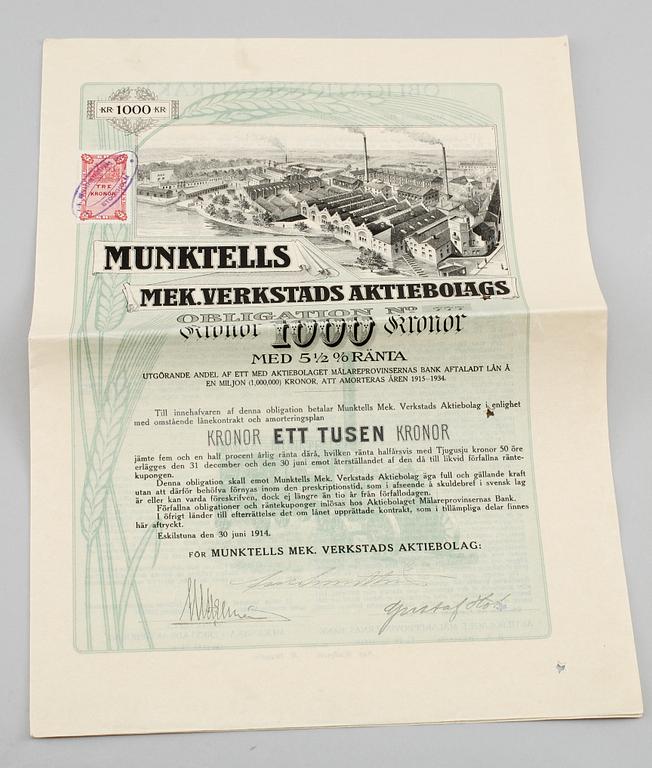 KR 1000 KR
TRE
KRONOR
MUNKTELLS
MEK. VERKSTADS AKTIEBOLAGS
OBLIGATION No
Kronor 1000 Kronor
MED 5½ % RÄNTA
UTGÖRANDE ANDEL AF ETT MED AKTIEBOLAGET MÄLAREPROVINSERNAS BANK AFTALADT LÅN Å
EN MILJON (1,000,000) KRONOR, ATT AMORTERAS ÅREN 1915–1934.
Till innehafvaren af denna obligation betalar Munktells Mek. Verkstads Aktiebolag i enlighet
med omstående lånekontrakt och amorteringsplan
KRONOR ETT TUSEN KRONOR
jämte fem och en half procent årlig ränta därå, hvilken ränta halfårsvis med Tjugusju kronor 50 öre
erlägges den 31 december och den 30 juni emot återställandet af den då till likvid förfallna ränte-
kupongen.
Denna obligation skall emot Munktells Mek. Verkstads Aktiebolag äga full och gällande kraft
utan att därför behöfva förnyas inom den preskriptionstid, som i afseende å skuldebref i svensk lag
är eller kan varda föreskrifven, dock ej längre än tio år från förfallodagen.
Förfallna obligationer och räntekuponger inlösas hos Aktiebolaget Mälareprovinsernas Bank.
I öfrigt länder till efterrättelse det om lånet upprättade kontrakt, som i tillämpliga delar finnes
här aftryckt.
Eskilstuna den 30 juni 1914.
FÖR MUNKTELLS MEK. VERKSTADS AKTIEBOLAG:
Gustaf